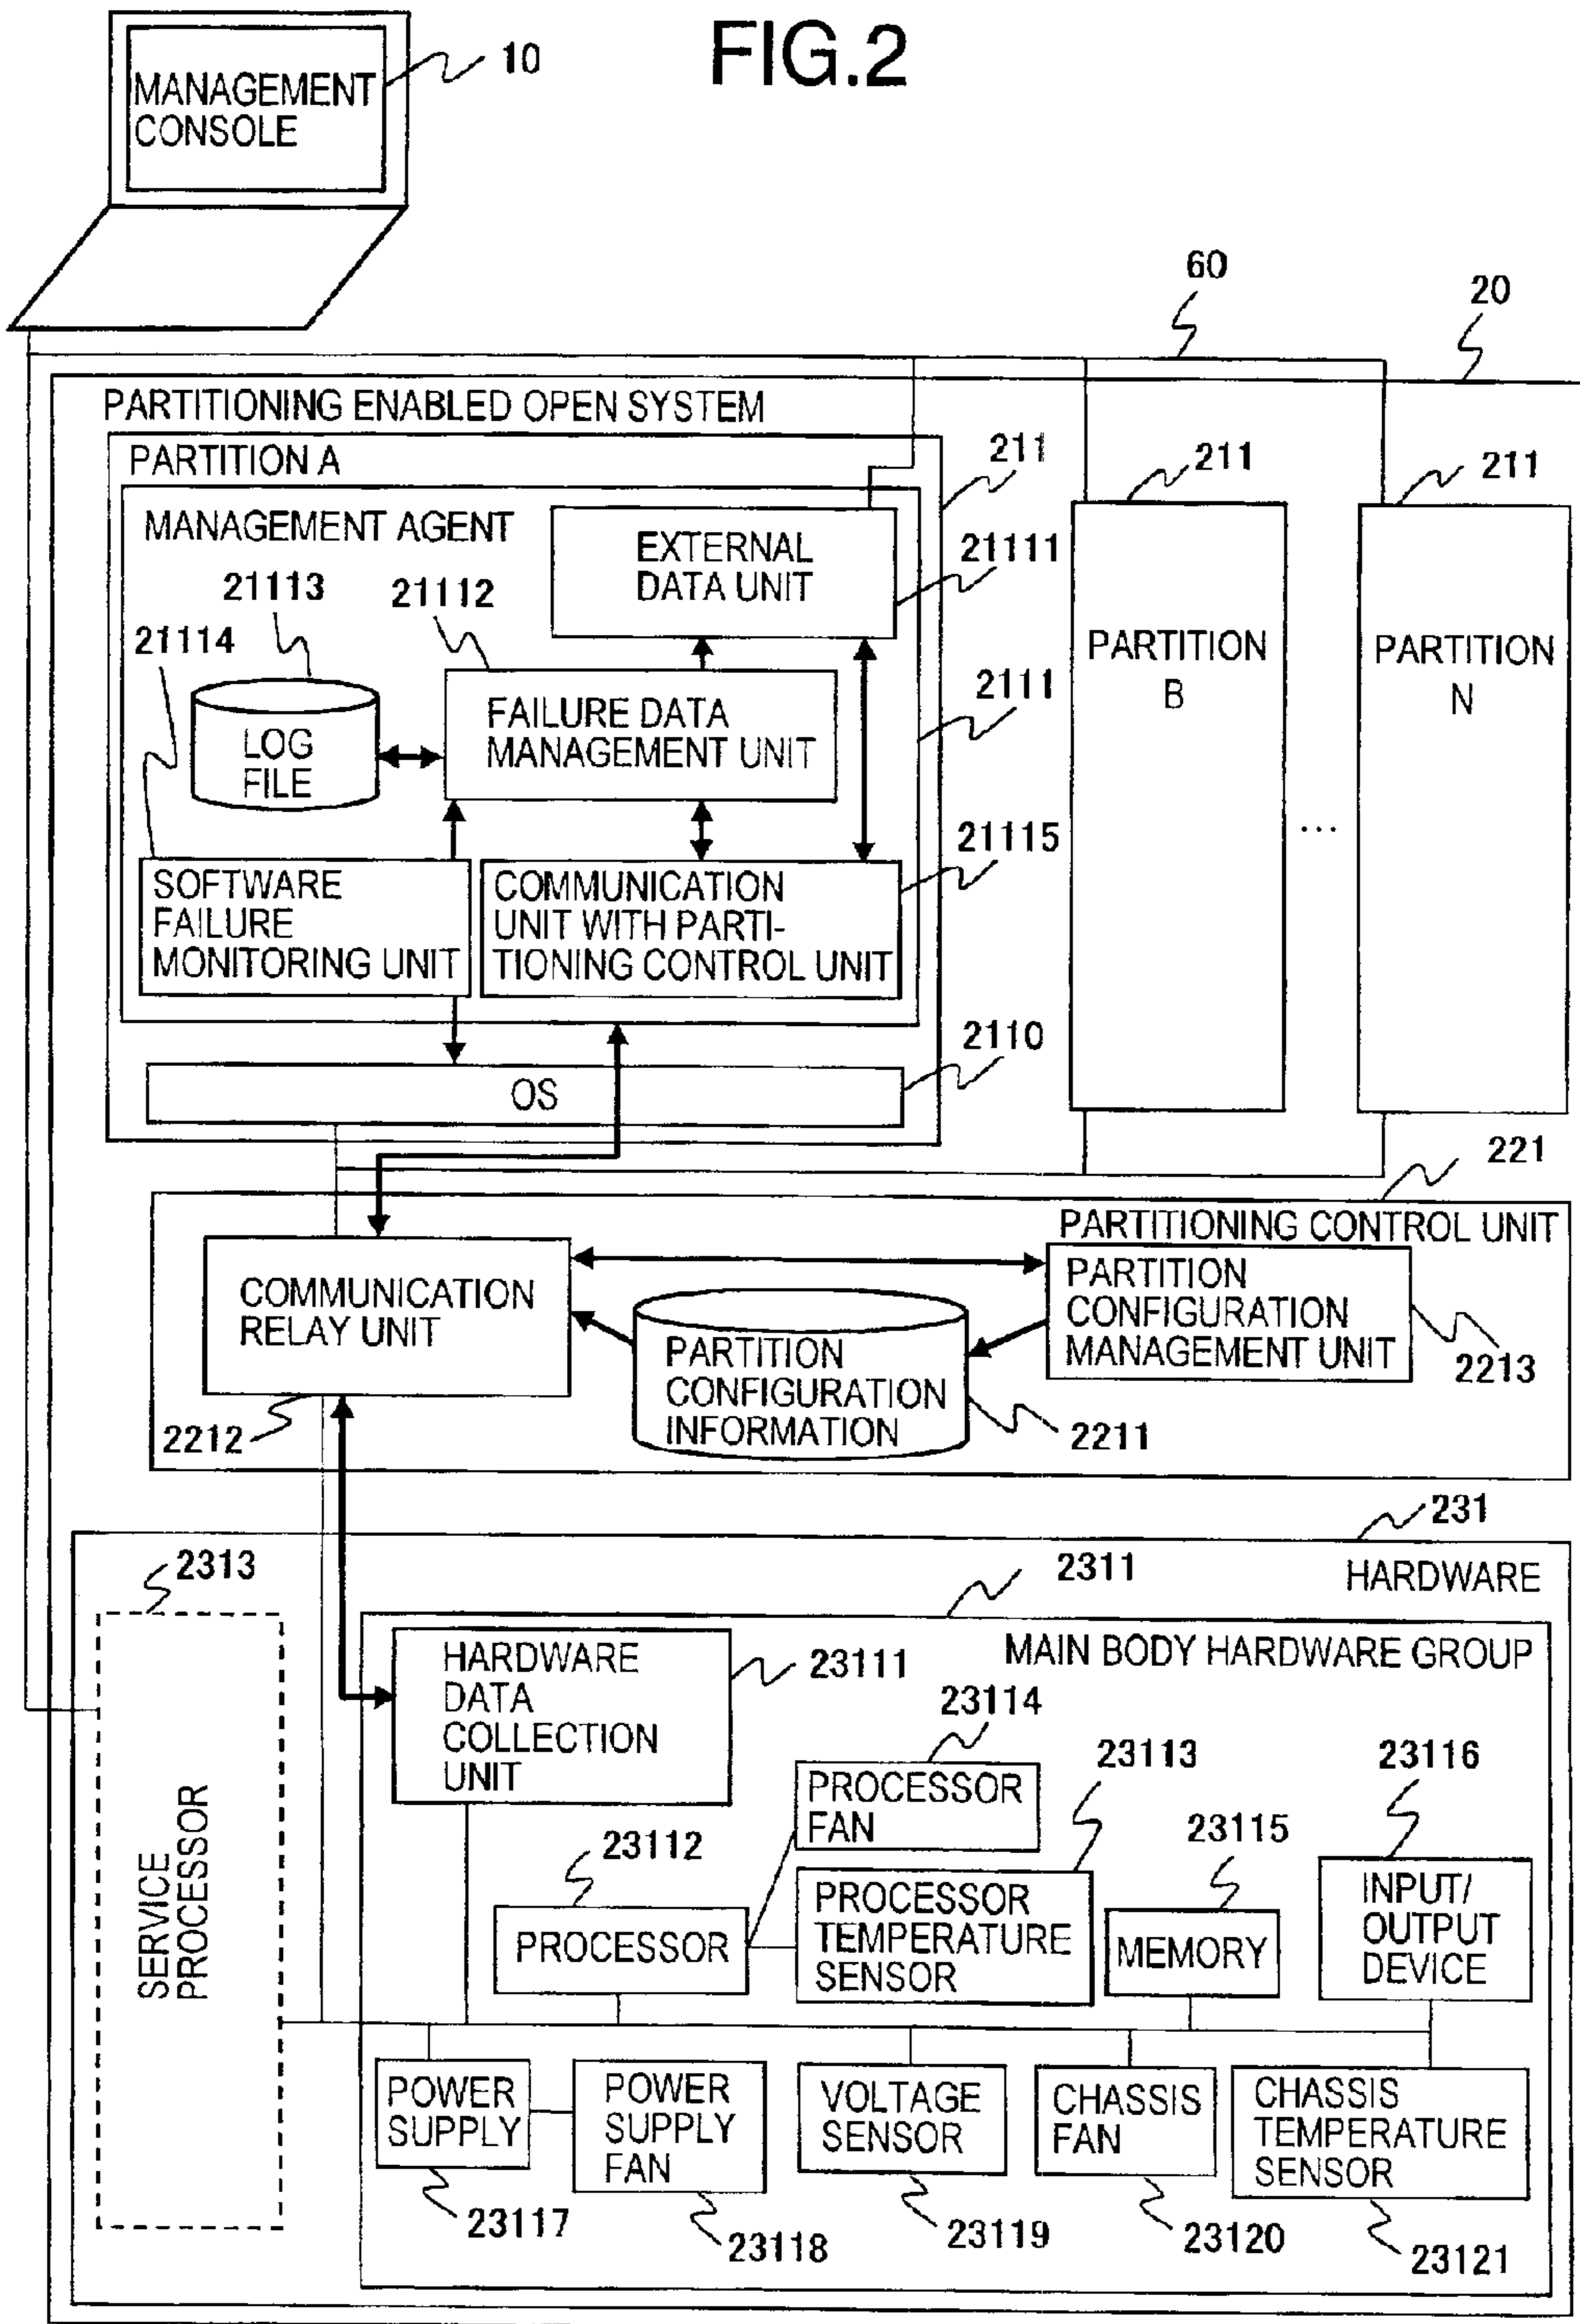 FIG.2
MANAGEMENT
CONSOLE
10
60
20
PARTITIONING ENABLED OPEN SYSTEM
PARTITION A
211
211
211
MANAGEMENT AGENT
EXTERNAL
DATA UNIT
21111
21113
21112
21114
LOG
FILE
FAILURE DATA
MANAGEMENT UNIT
2111
PARTITION
B
PARTITION
N
...
SOFTWARE
FAILURE
MONITORING UNIT
COMMUNICATION
UNIT WITH PARTI-
TIONING CONTROL UNIT
21115
OS
2110
221
PARTITIONING CONTROL UNIT
COMMUNICATION
RELAY UNIT
2212
PARTITION
CONFIGURATION
INFORMATION
2211
PARTITION
CONFIGURATION
MANAGEMENT UNIT
2213
231
HARDWARE
2313
SERVICE
PROCESSOR
2311
MAIN BODY HARDWARE GROUP
HARDWARE
DATA
COLLECTION
UNIT
23111
23114
PROCESSOR
FAN
23113
23116
23112
PROCESSOR
PROCESSOR
TEMPERATURE
SENSOR
23115
MEMORY
INPUT/
OUTPUT
DEVICE
POWER
SUPPLY
POWER
SUPPLY
FAN
VOLTAGE
SENSOR
CHASSIS
FAN
CHASSIS
TEMPERATURE
SENSOR
23117
23118
23119
23120
23121